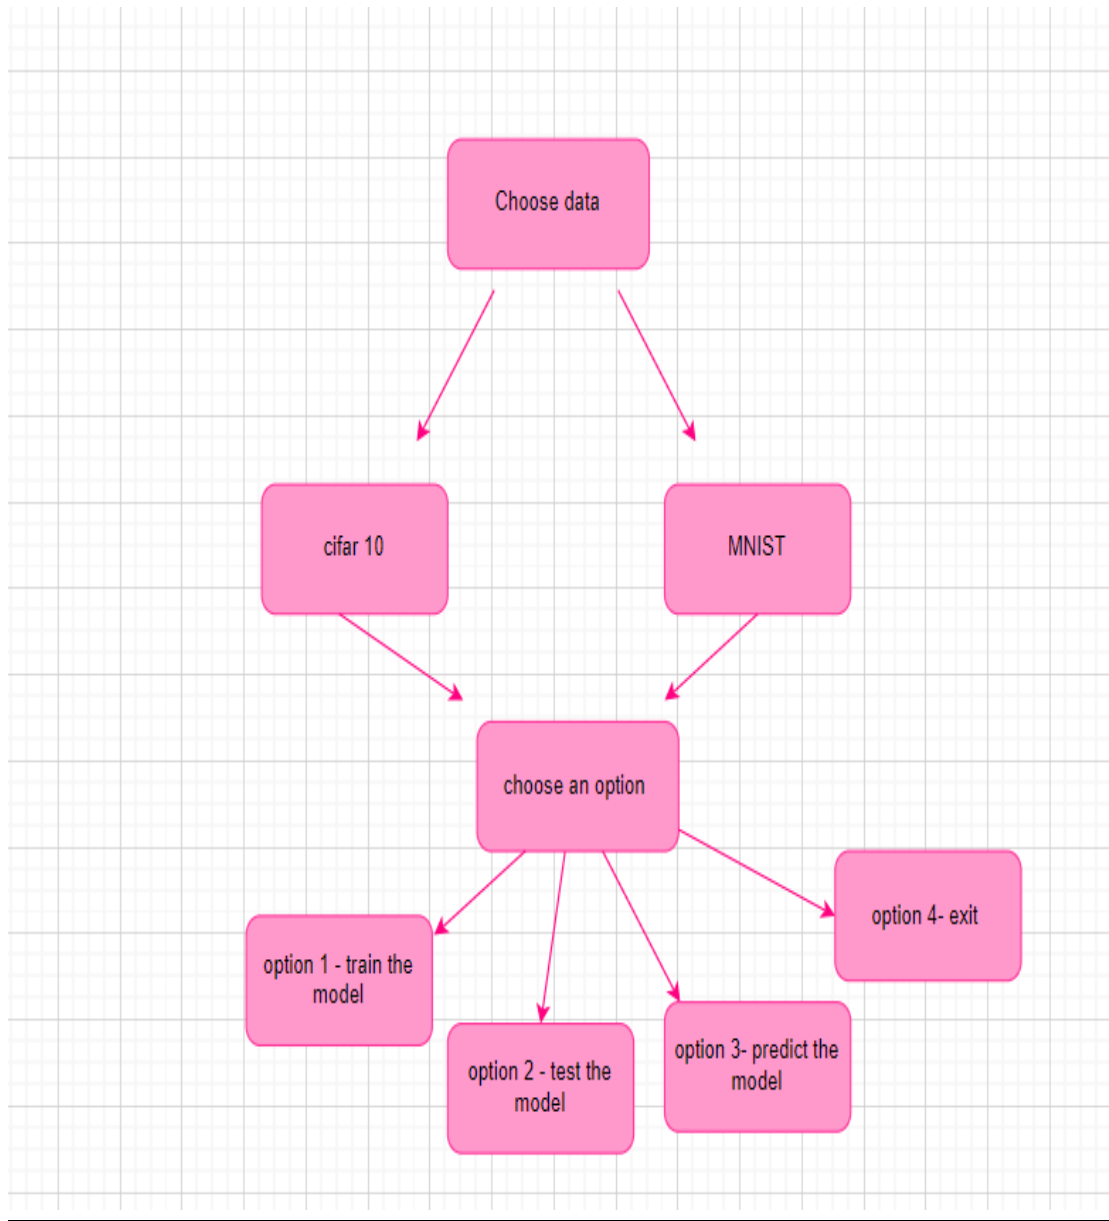 Choose data
cifar 10
MNIST
choose an option
option 4- exit
option 1 - train the
model
option 2 - test the
model
option 3- predict the
model